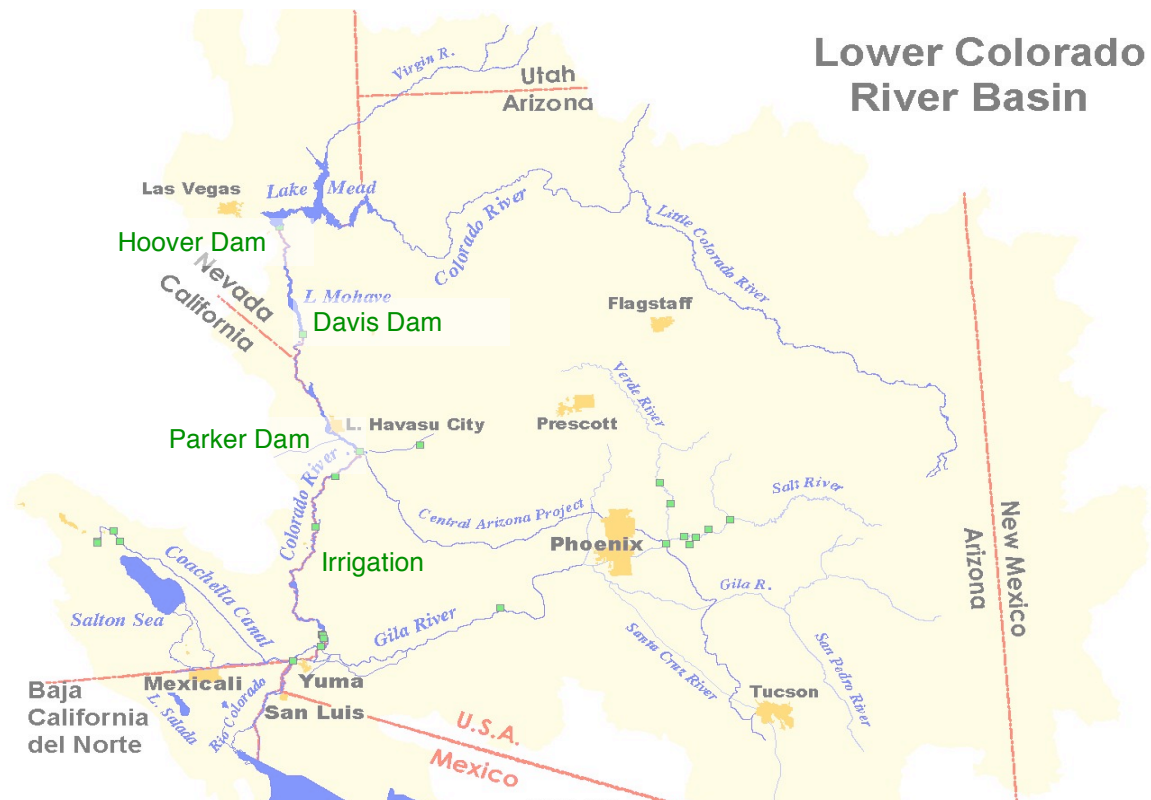 Lower Colorado
River Basin
Virgin R.
Utah
Arizona
Las Vegas
Lake Mead
Hoover Dam
Colorado River
Little Colorado River
Nevada
California
L Mohave
Davis Dam
Flagstaff
Verde River
Prescott
L. Havasu City
Parker Dam
Colorado River
Central Arizona Project
Salt River
Phoenix
New Mexico
Arizona
Irrigation
Coachella Canal
Salton Sea
Gila River
Gila R.
Santa Cruz River
San Pedro River
Tucson
Mexicali
Yuma
San Luis
Baja
California
del Norte
L. Salada
Rio Colorado
U.S.A.
Mexico